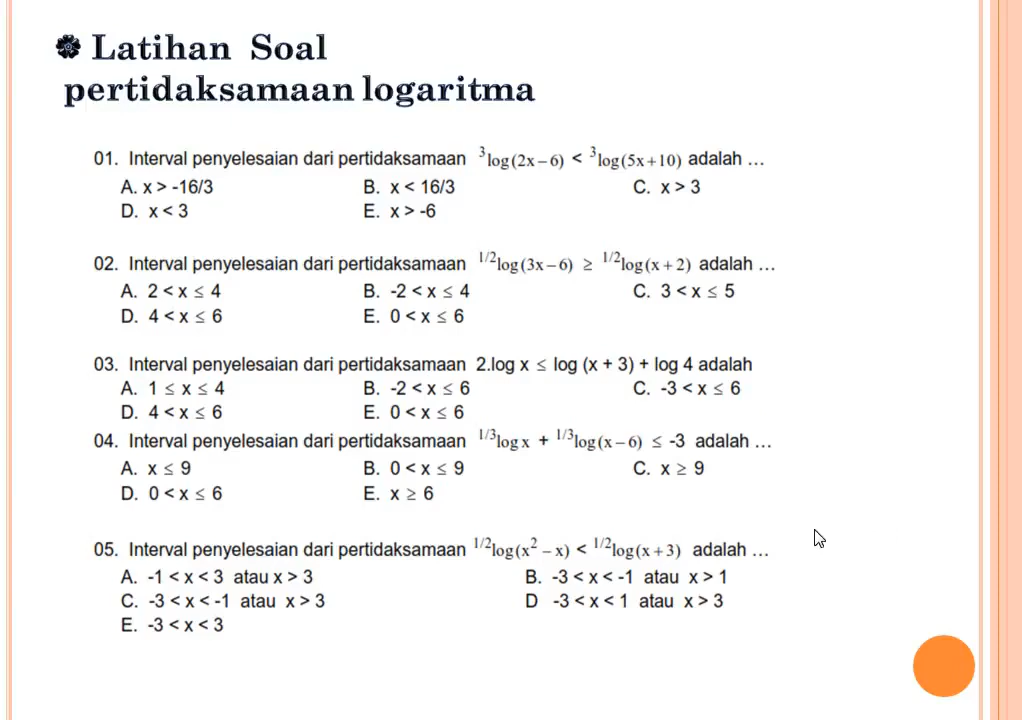 Latihan Soal
pertidaksamaan logaritma
01. Interval penyelesaian dari pertidaksamaan ³log(2x−6) < ³log(5x+10) adalah …
A. x > -16/3 B. x < 16/3 C. x > 3
D. x < 3 E. x > -6
02. Interval penyelesaian dari pertidaksamaan ¹/²log(3x−6) ≥ ¹/²log(x+2) adalah …
A. 2 < x ≤ 4 B. -2 < x ≤ 4 C. 3 < x ≤ 5
D. 4 < x ≤ 6 E. 0 < x ≤ 6
03. Interval penyelesaian dari pertidaksamaan 2.log x ≤ log (x + 3) + log 4 adalah
A. 1 ≤ x ≤ 4 B. -2 < x ≤ 6 C. -3 < x ≤ 6
D. 4 < x ≤ 6 E. 0 < x ≤ 6
04. Interval penyelesaian dari pertidaksamaan ¹/³log x + ¹/³log(x−6) ≤ -3 adalah …
A. x ≤ 9 B. 0 < x ≤ 9 C. x ≥ 9
D. 0 < x ≤ 6 E. x ≥ 6
05. Interval penyelesaian dari pertidaksamaan ¹/²log(x² − x) < ¹/²log(x+3) adalah …
A. -1 < x < 3 atau x > 3 B. -3 < x < -1 atau x > 1
C. -3 < x < -1 atau x > 3 D -3 < x < 1 atau x > 3
E. -3 < x < 3